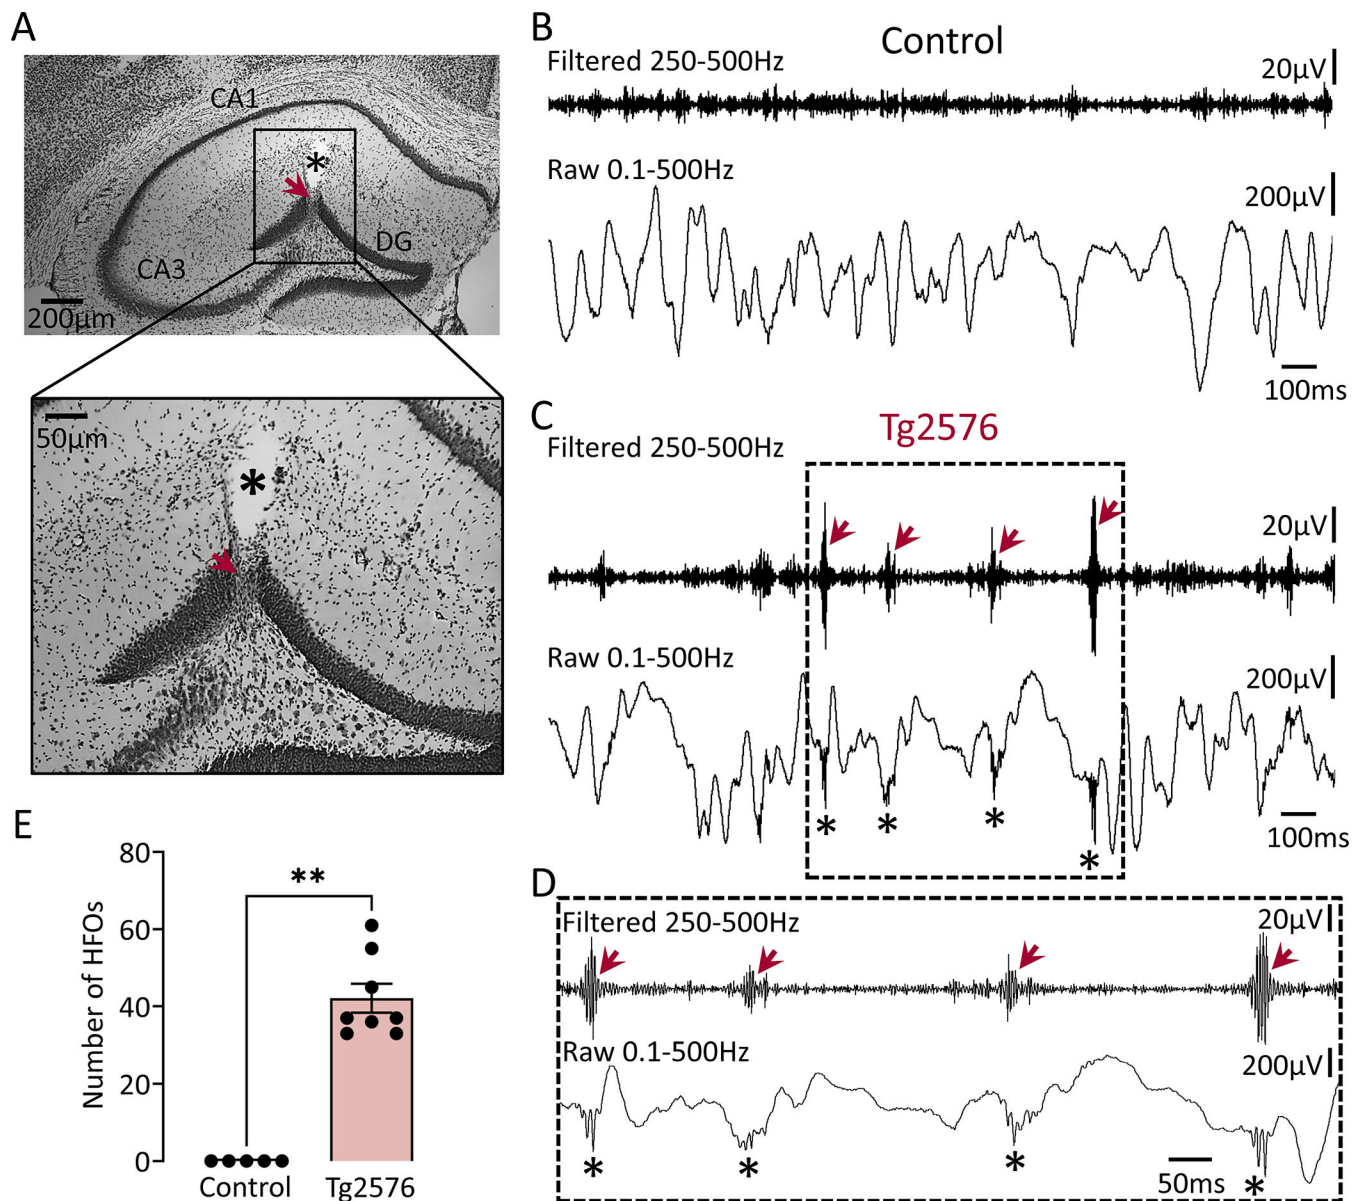 A
CA1
*
CA3
DG
200µm
50µm
*
B
Control
Filtered 250-500Hz
20µV
Raw 0.1-500Hz
200µV
100ms
C
Tg2576
Filtered 250-500Hz
20µV
Raw 0.1-500Hz
200µV
* * * *
100ms
D
Filtered 250-500Hz
20µV
Raw 0.1-500Hz
200µV
* * * *
50ms
E
**
Number of HFOs
80
60
40
20
0
Control
Tg2576